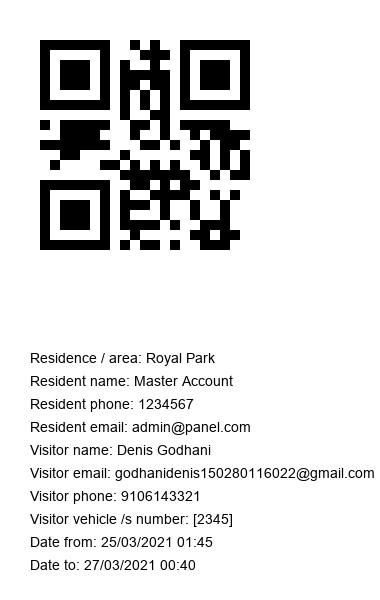 Residence / area: Royal Park
Resident name: Master Account
Resident phone: 1234567
Resident email: admin@panel.com
Visitor name: Denis Godhani
Visitor email: godhanidenis150280116022@gmail.com
Visitor phone: 9106143321
Visitor vehicle /s number: [2345]
Date from: 25/03/2021 01:45
Date to: 27/03/2021 00:40